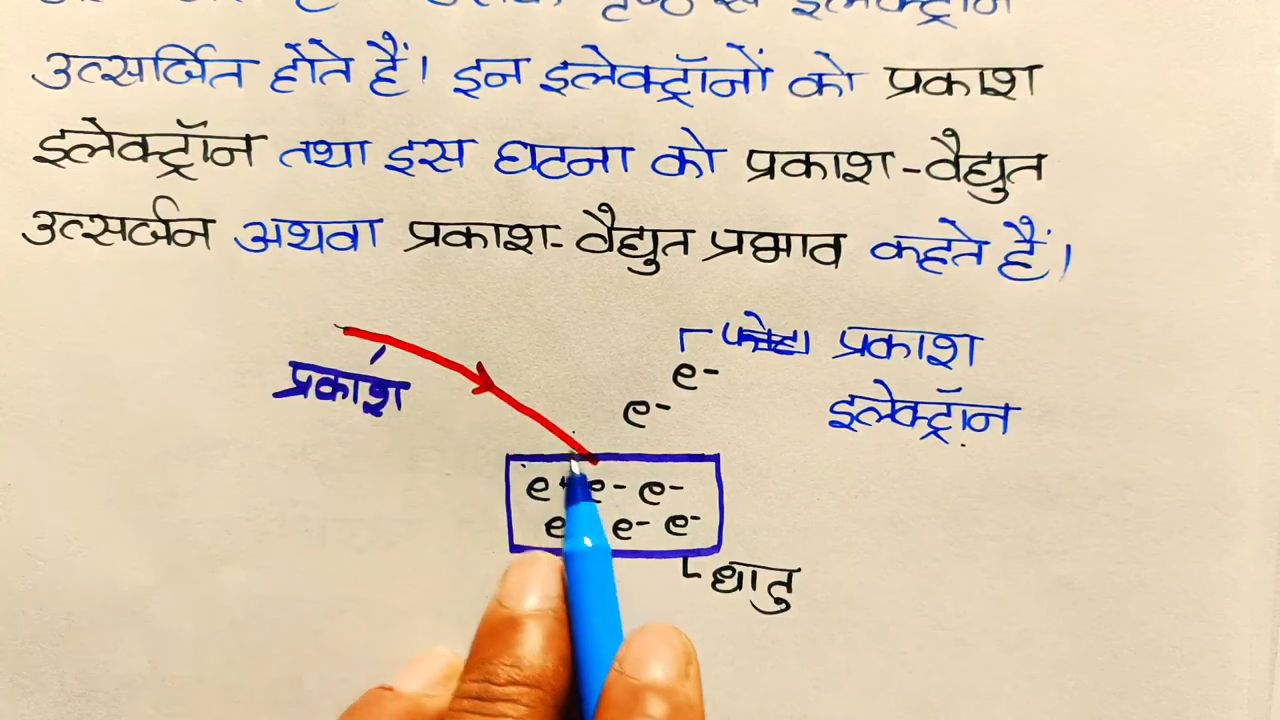 इलेक्ट्रॉन
उत्सर्जित होते हैं। इन इलेक्ट्रॉनों को प्रकाश
इलेक्ट्रॉन तथा इस घटना को प्रकाश-वैद्युत
उत्सर्जन अथवा प्रकाश-वैद्युत प्रभाव कहते हैं।
प्रकाश
प्रकाश
इलेक्ट्रॉन
e-
e-
e e- e-
e e- e-
धातु